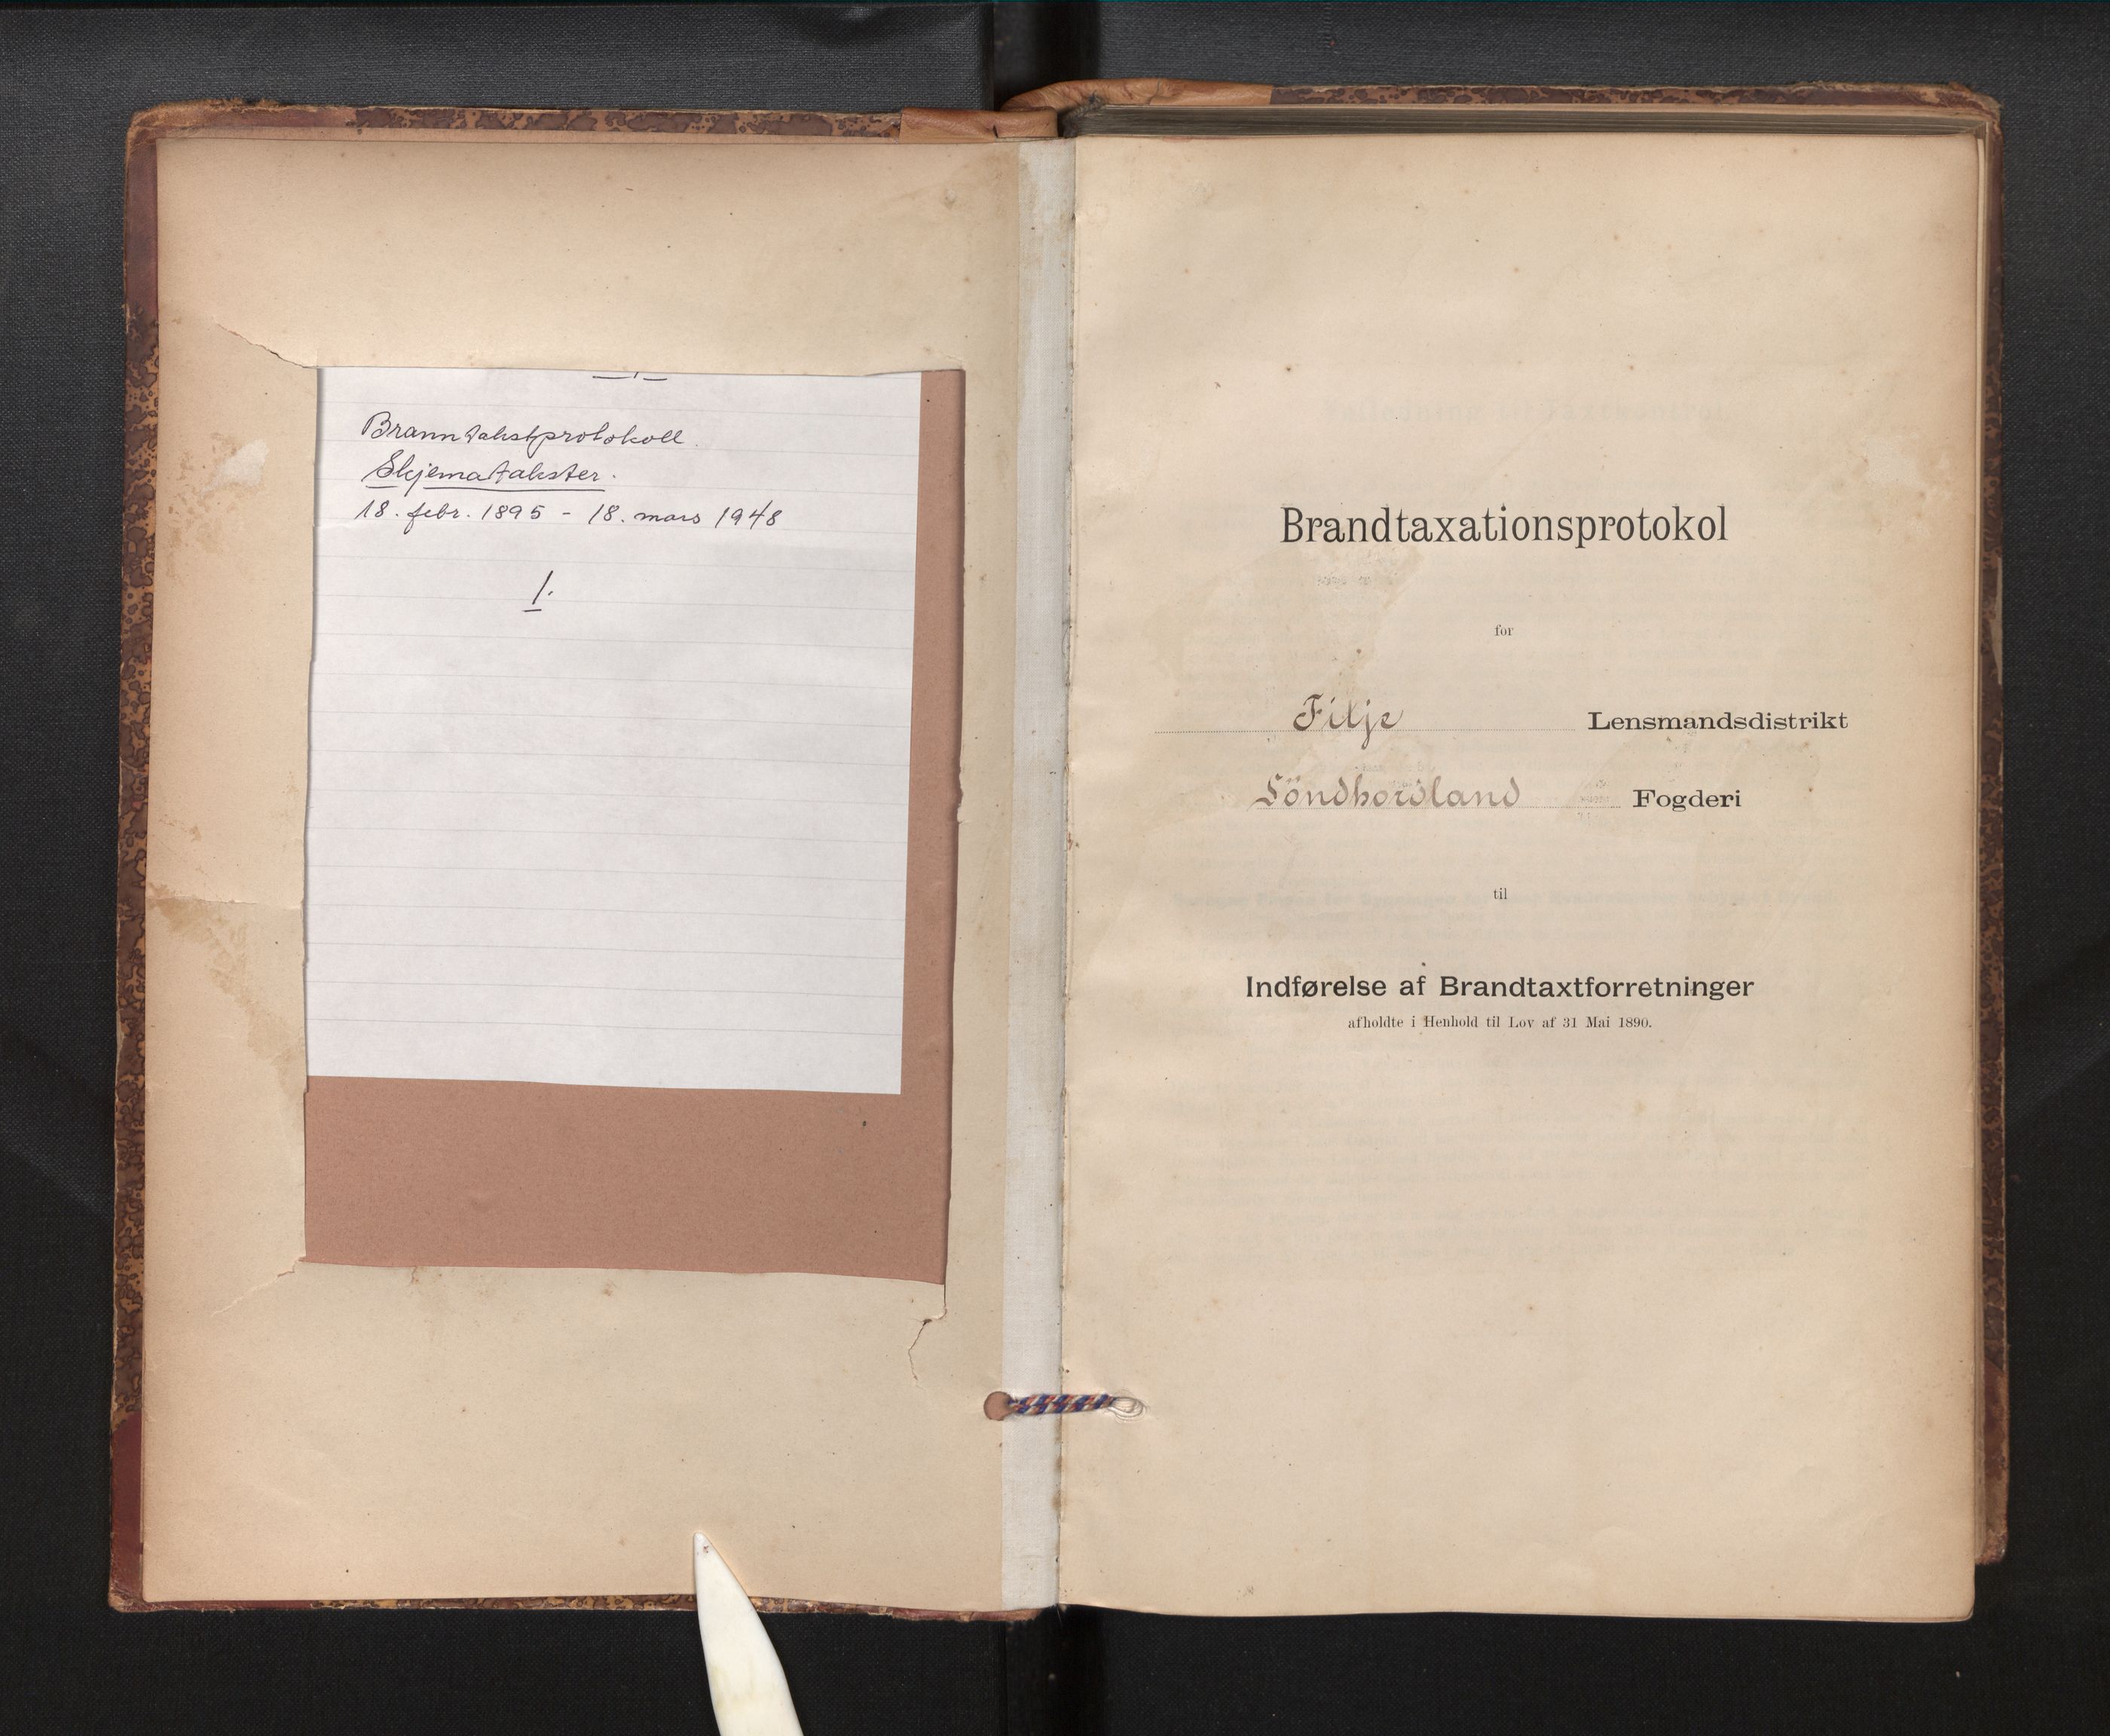 Branntakstprotokoll.
Skjematakster.
18. febr. 1895 - 18. mars 1948
1.
Brandtaxationsprotokol
for
Fitje Lensmandsdistrikt
Söndhordland Fogderi
til
Indførelse af Brandtaxtforretninger
afholdte i Henhold til Lov af 31 Mai 1890.